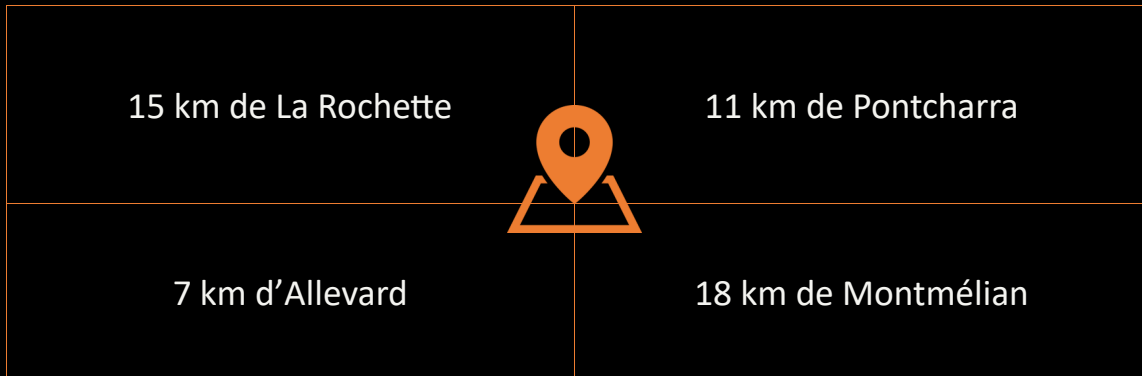 15 km de La Rochette
11 km de Pontcharra
7 km d’Allevard
18 km de Montmélian